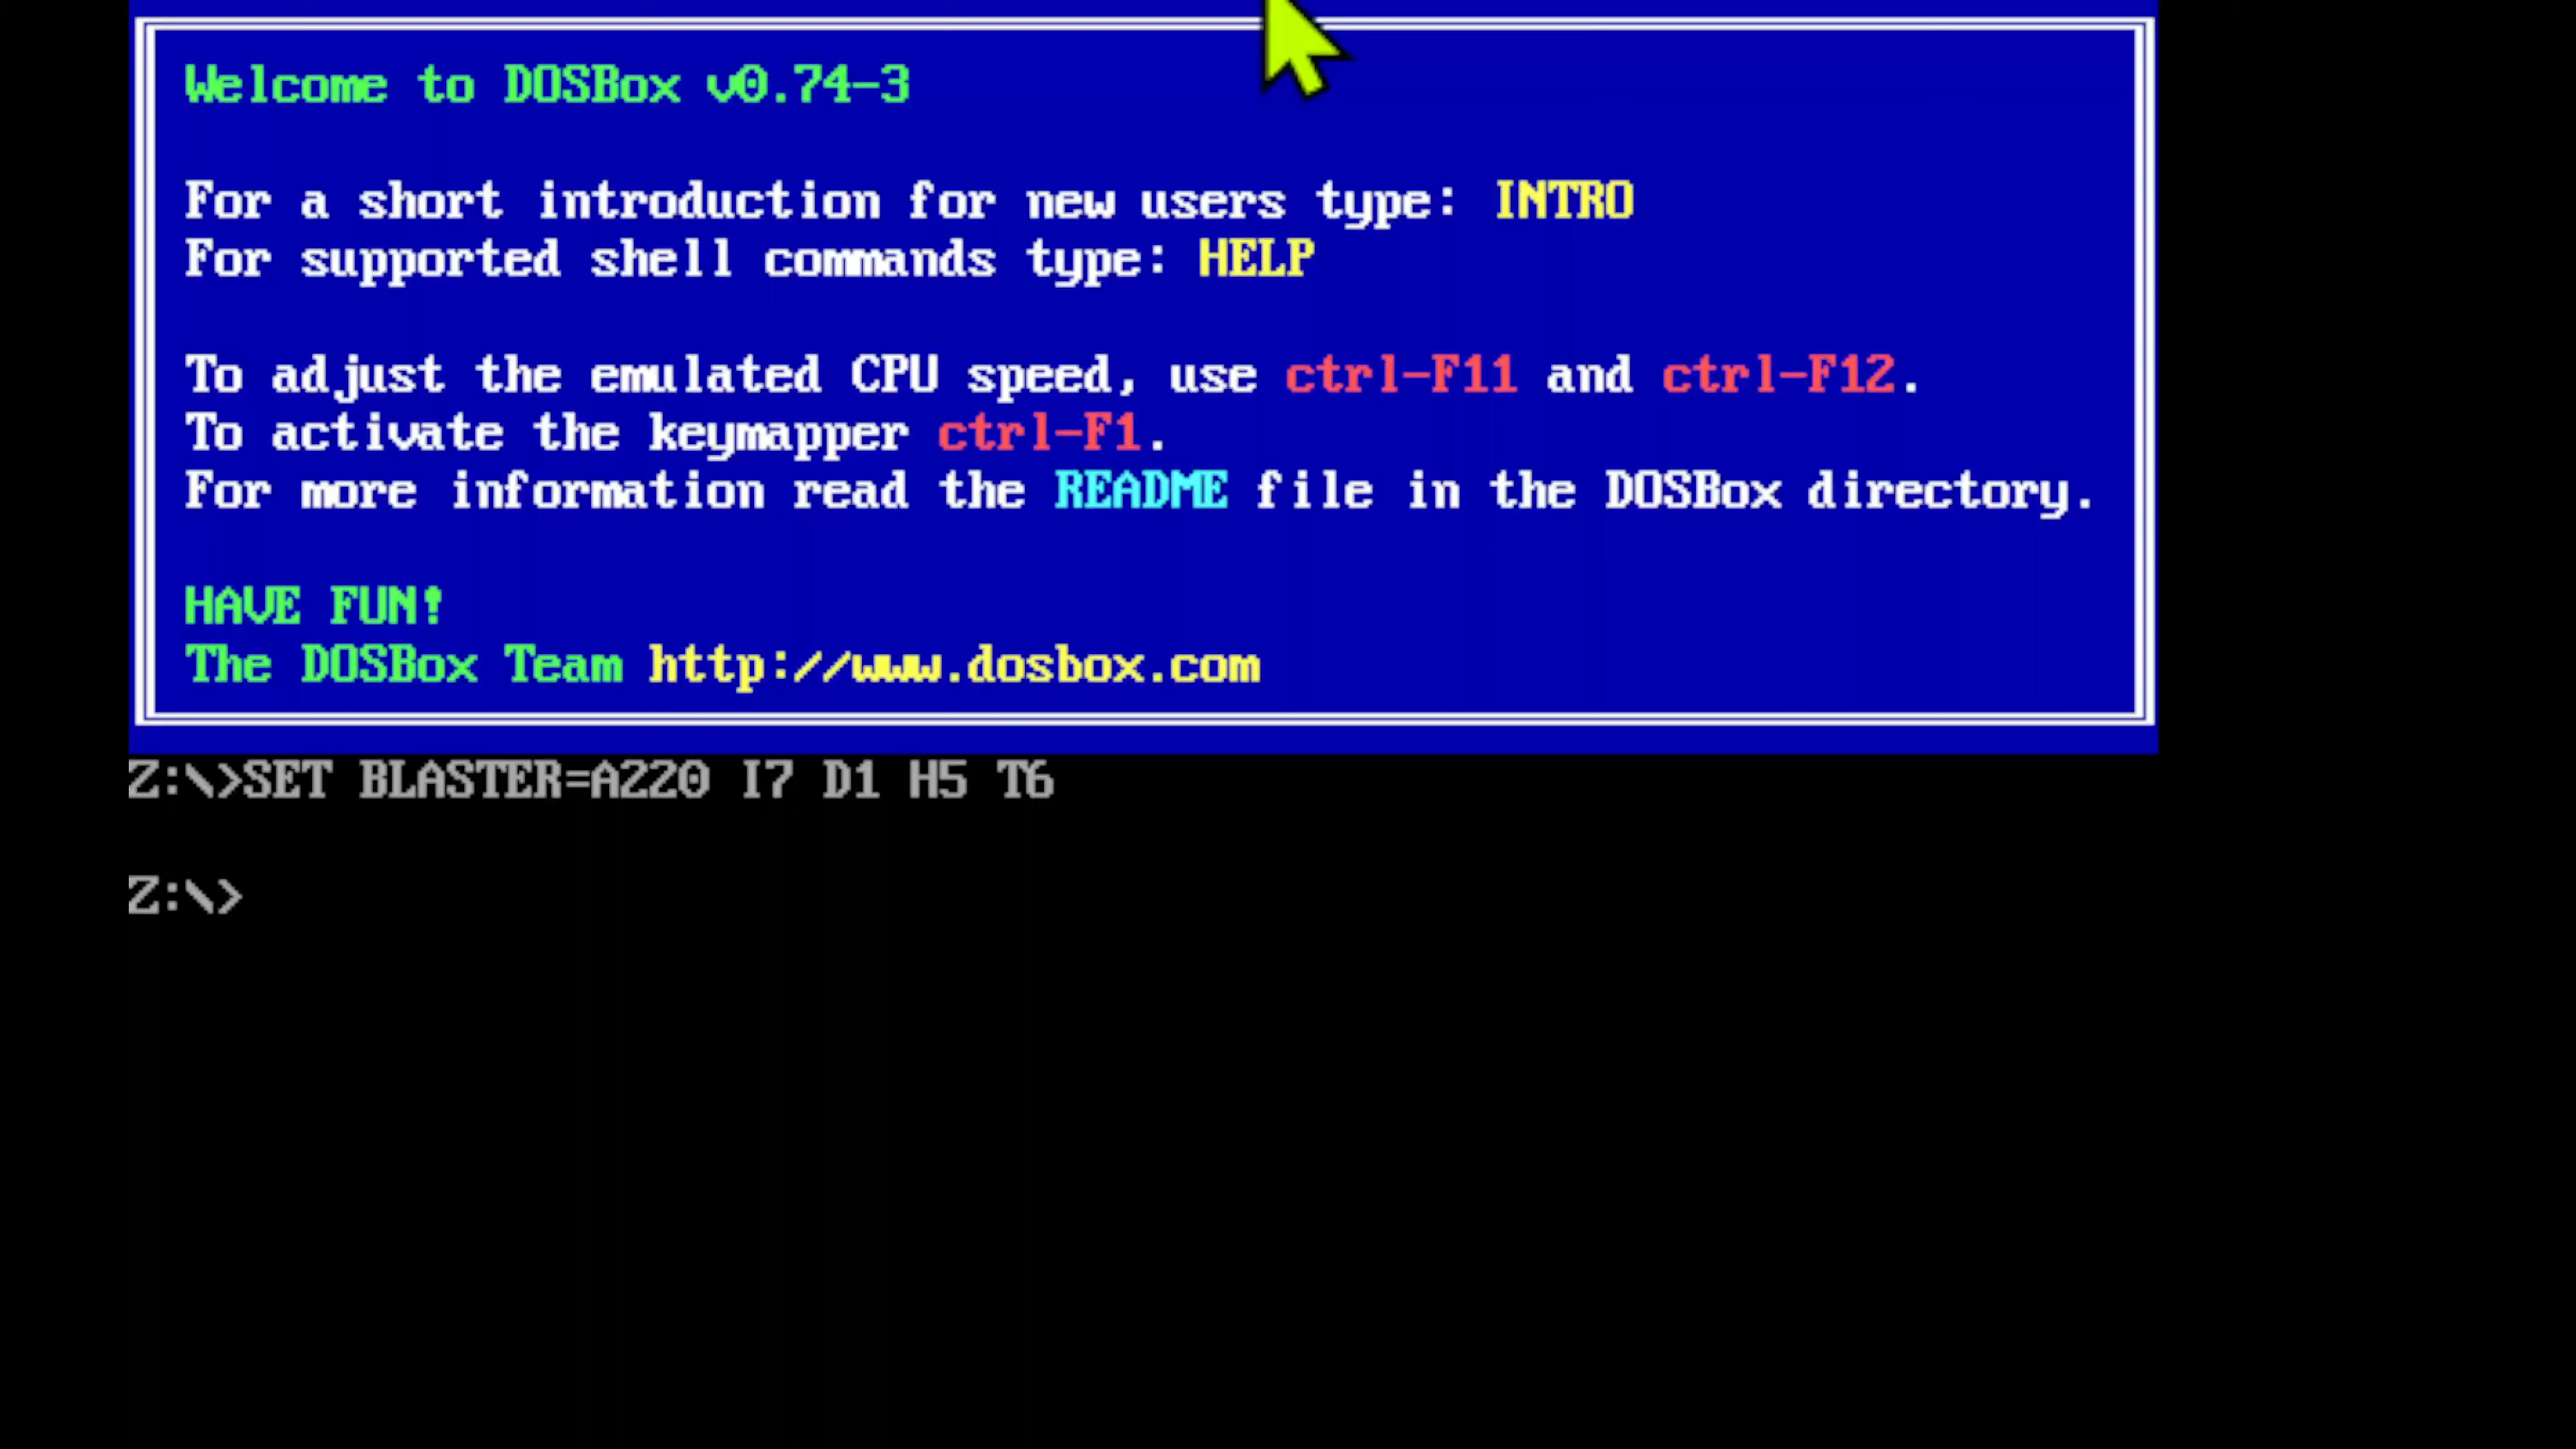 Welcome to DOSBox v0.74-3
For a short introduction for new users type: INTRO
For supported shell commands type: HELP
To adjust the emulated CPU speed, use ctrl-F11 and ctrl-F12.
To activate the keymapper ctrl-F1.
For more information read the README file in the DOSBox directory.
HAVE FUN!
The DOSBox Team http://www.dosbox.com
Z:\>SET BLASTER=A220 I7 D1 H5 T6
Z:\>